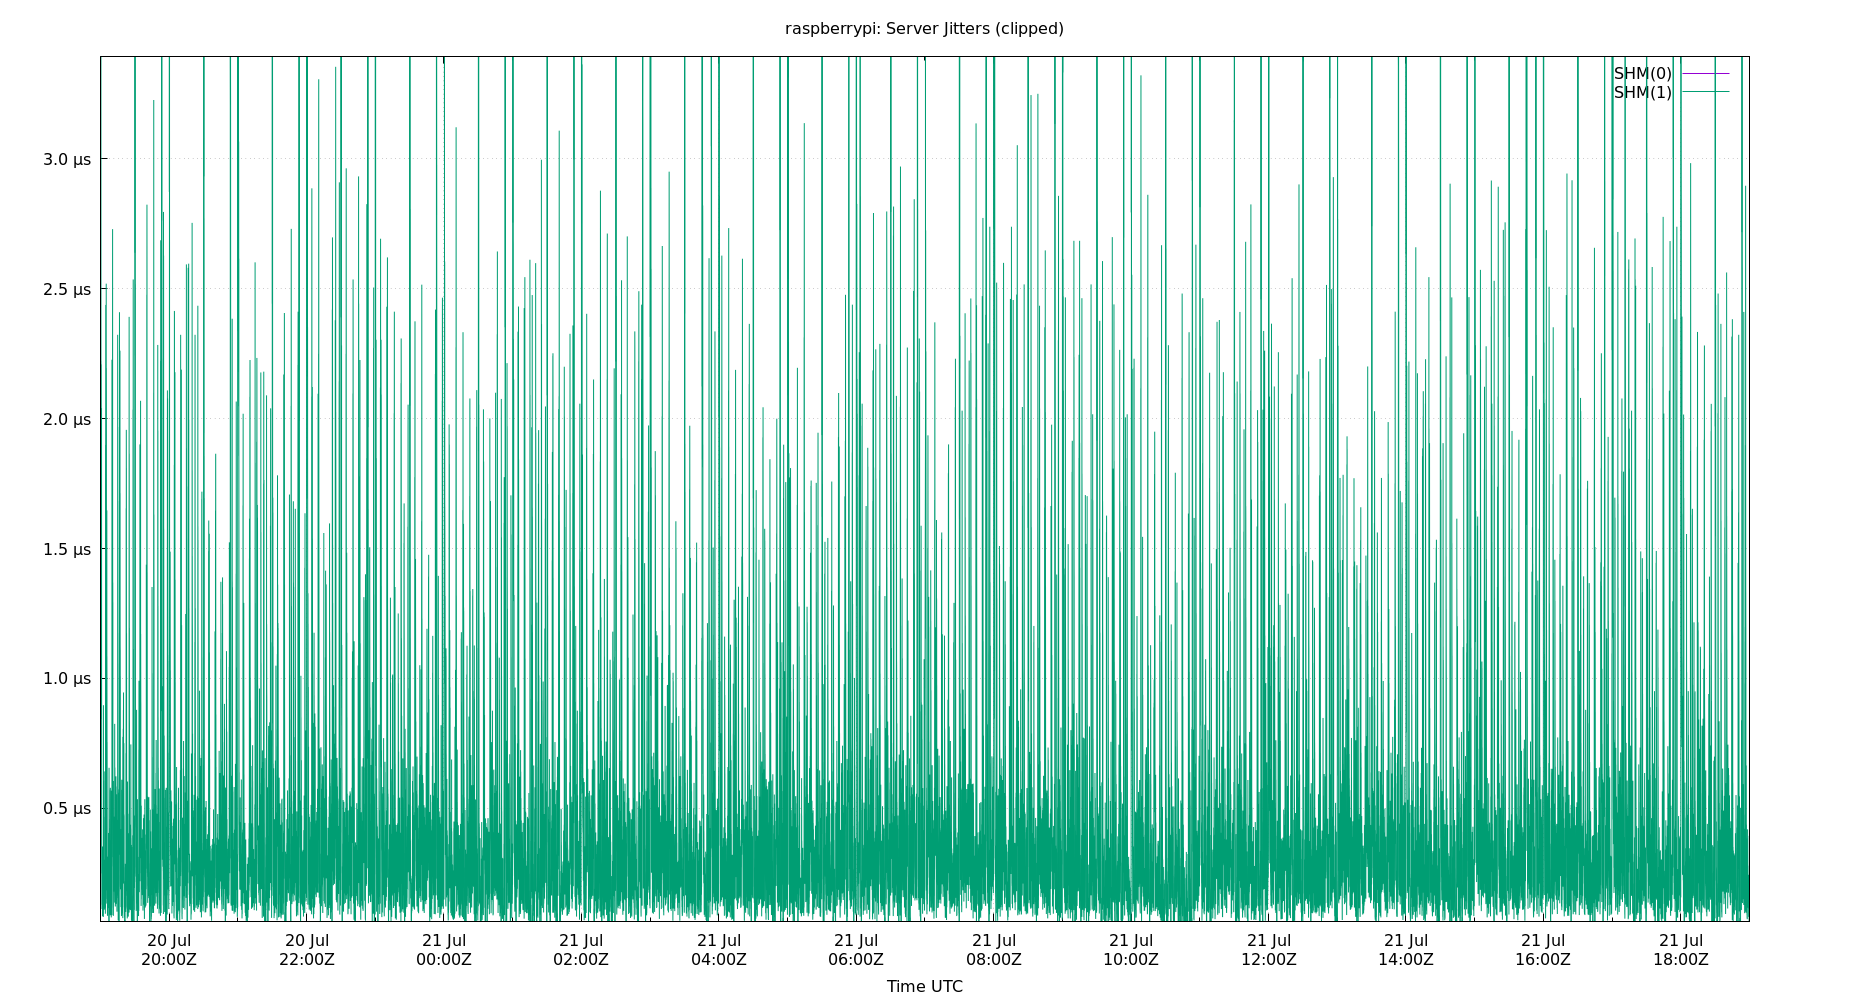 raspberrypi: Server Jitters (clipped)
SHM(0)
SHM(1)
3.0 µs
2.5 µs
2.0 µs
1.5 µs
1.0 µs
0.5 µs
20 Jul 20 Jul 21 Jul 21 Jul 21 Jul 21 Jul 21 Jul 21 Jul 21 Jul 21 Jul 21 Jul 21 Jul
20:00Z 22:00Z 00:00Z 02:00Z 04:00Z 06:00Z 08:00Z 10:00Z 12:00Z 14:00Z 16:00Z 18:00Z
Time UTC